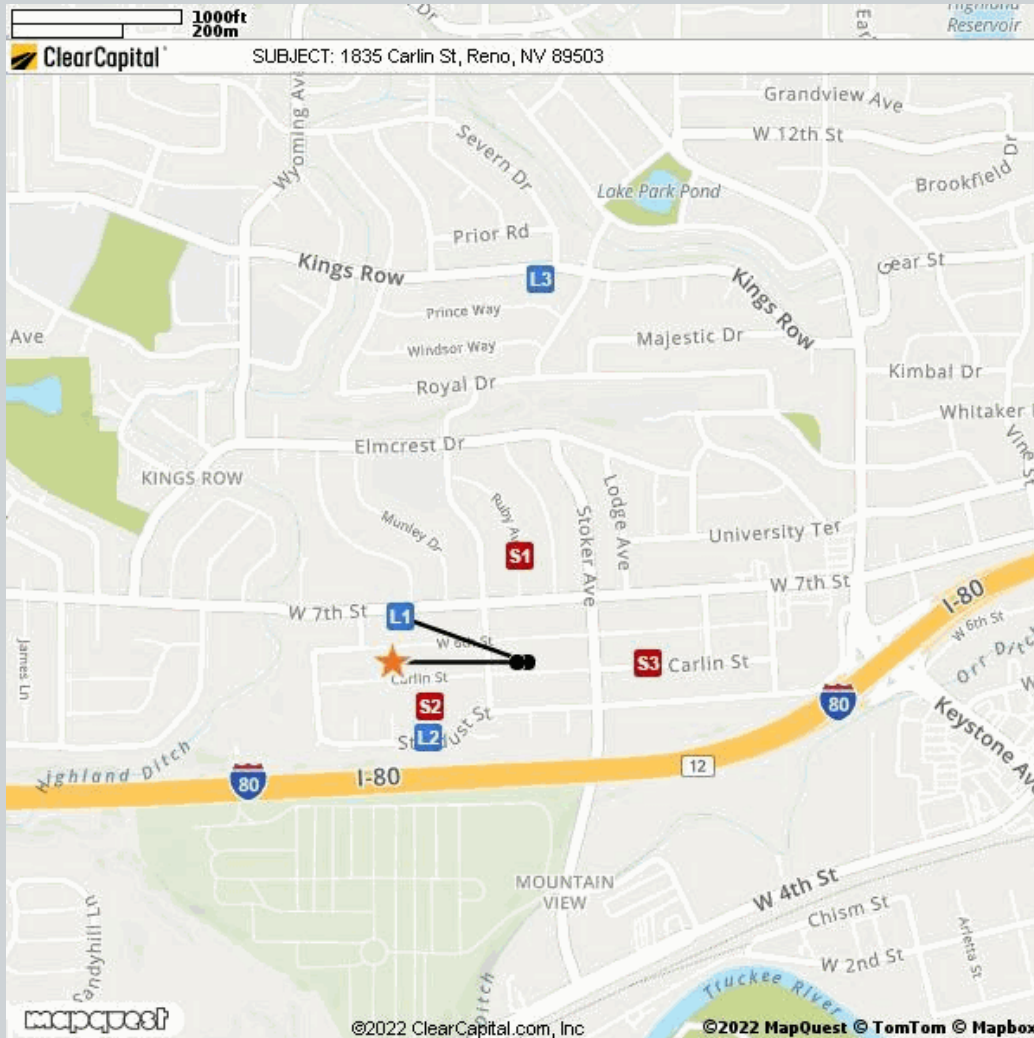 1000ft
200m
Dr
Highland
Reservoir
ClearCapital
SUBJECT: 1835 Carlin St, Reno, NV 89503
Wyoming Ave
Grandview Ave
W 12th St
Severn Dr
Brookfield Dr
Lake Park Pond
Prior Rd
Kings Row
L3
Gear St
Kings Row
Prince Way
Ave
Majestic Dr
Windsor Way
Royal Dr
Kimbal Dr
Whitaker
Elmcrest Dr
Vine St
KINGS ROW
Lodge Ave
Ruby
Stoker Ave
Munley Dr
University Ter
S1
W 7th St
I-80
W 7th St
L1
W 6th St
W 6th St
James Ln
S3
Carlin St
Carlin St
S2
80
L2
Keystone Ave
Highland Ditch
80
I-80
12
MOUNTAIN
VIEW
W 4th St
Chism St
Sandyhill Ln
Arletta St
W 2nd St
Ditch
Truckee River
mapquest
©2022 ClearCapital.com, Inc
©2022 MapQuest © TomTom © Mapbox